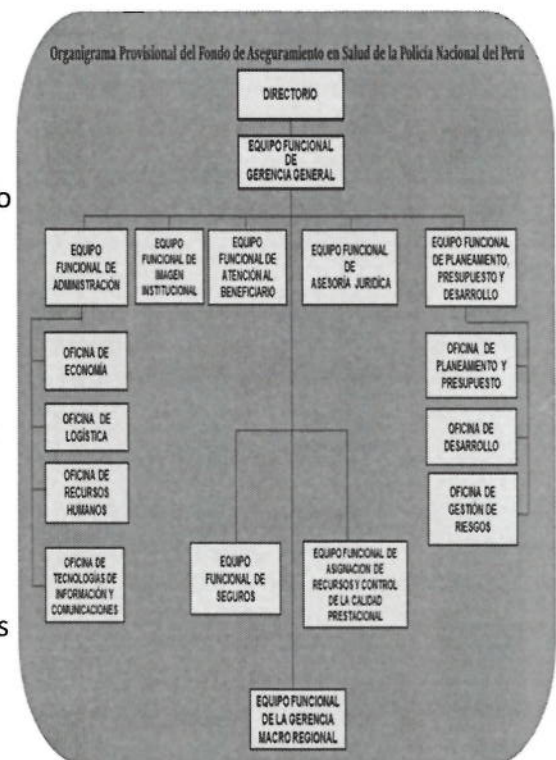 Organigrama Provisional del Fondo de Aseguramiento en Salud de la Policía Nacional del Perú
DIRECTORIO
EQUIPO FUNCIONAL
DE
GERENCIA GENERAL
o
EQUIPO
FUNCIONAL DE
ADMINISTRACIÓN
EQUIPO
FUNCIONAL DE
IMAGEN
INSTITUCIONAL
EQUIPO
FUNCIONAL DE
ATENCIÓN AL
BENEFICIARIO
EQUIPO FUNCIONAL
DE
ASESORÍA JURIDÍCA
EQUIPO FUNCIONAL
DE PLANEAMIENTO,
PRESUPUESTO Y
DESARROLLO
OFICINA DE
ECONOMÍA
OFICINA DE
LOGÍSTICA
OFICINA DE
RECURSOS
HUMANOS
OFICINA DE
TECNOLOGÍAS DE
INFORMACIÓN Y
COMUNICACIONES
OFICINA DE
PLANEAMIENTO Y
PRESUPUESTO
OFICINA DE
DESARROLLO
OFICINA DE
GESTIÓN DE
RIESGOS
EQUIPO
FUNCIONAL DE
SEGUROS
EQUIPO FUNCIONAL DE
ASIGNACION DE
RECURSOS Y CONTROL
DE LA CALIDAD
PRESTACIONAL
s
EQUIPO FUNCIONAL
DE LA GERENCIA
MACRO REGIONAL